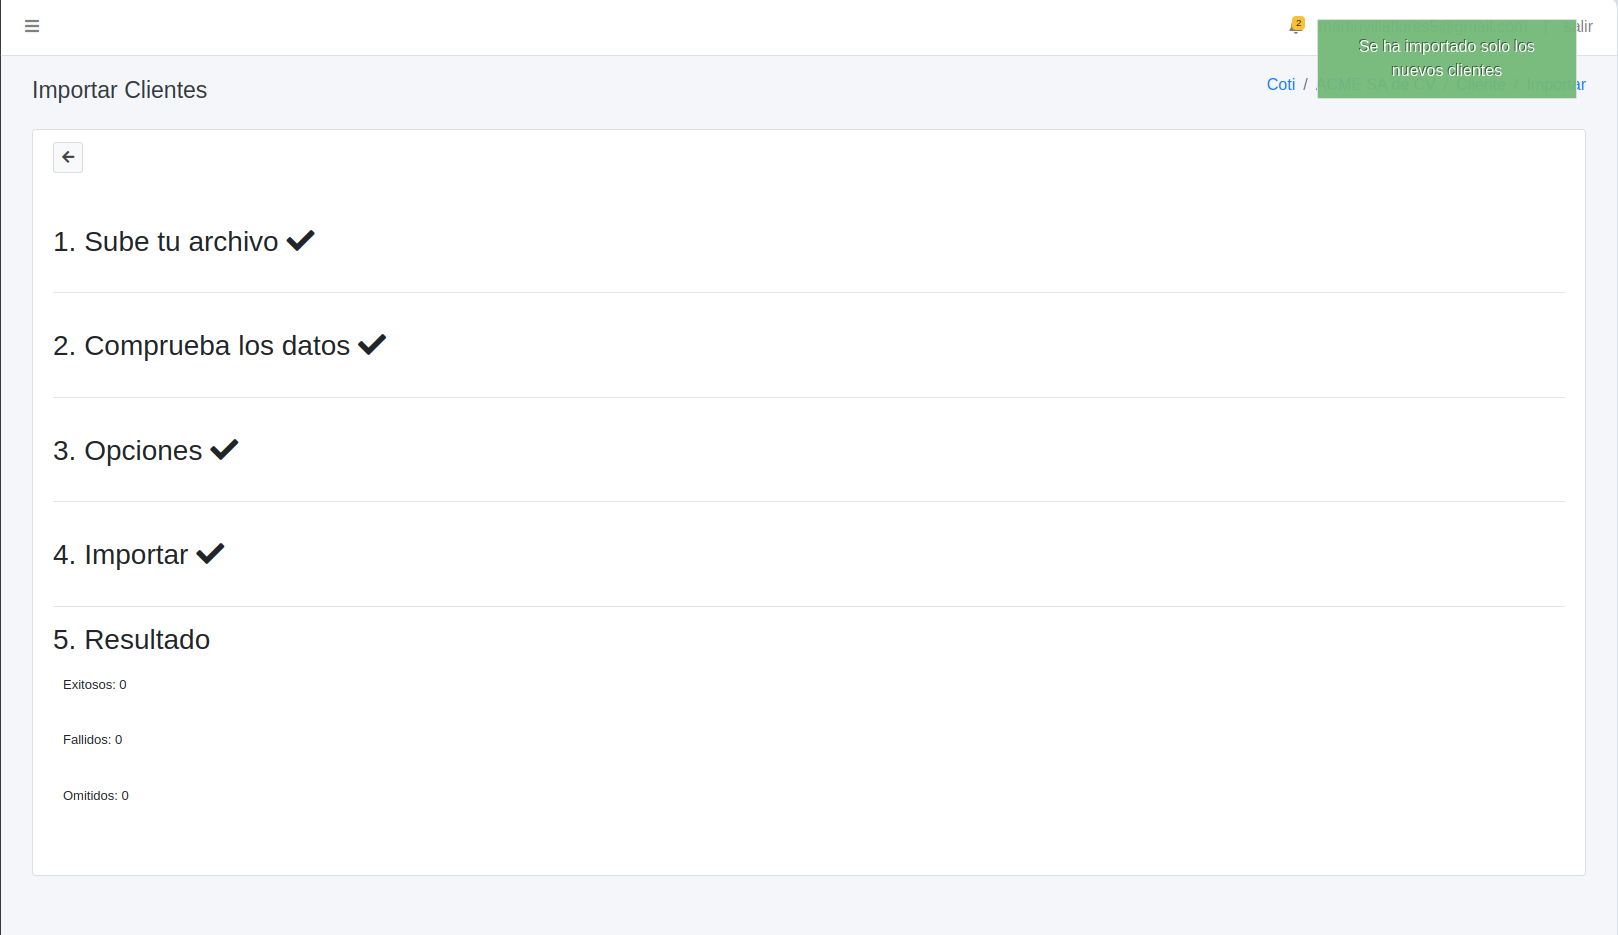 2
alir
Se ha importado solo los
nuevos clientes
Importar Clientes
Coti / ACME SA de CV / Cliente / Importar
1. Sube tu archivo
2. Comprueba los datos
3. Opciones
4. Importar
5. Resultado
Exitosos: 0
Fallidos: 0
Omitidos: 0